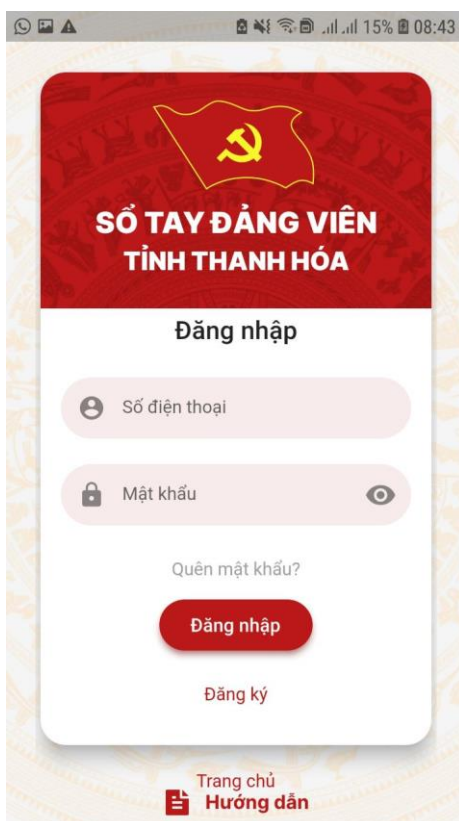 15% 08:43
SỔ TAY ĐẢNG VIÊN
TỈNH THANH HÓA
Đăng nhập
Số điện thoại
Mật khẩu
Quên mật khẩu?
Đăng nhập
Đăng ký
Trang chủ
Hướng dẫn